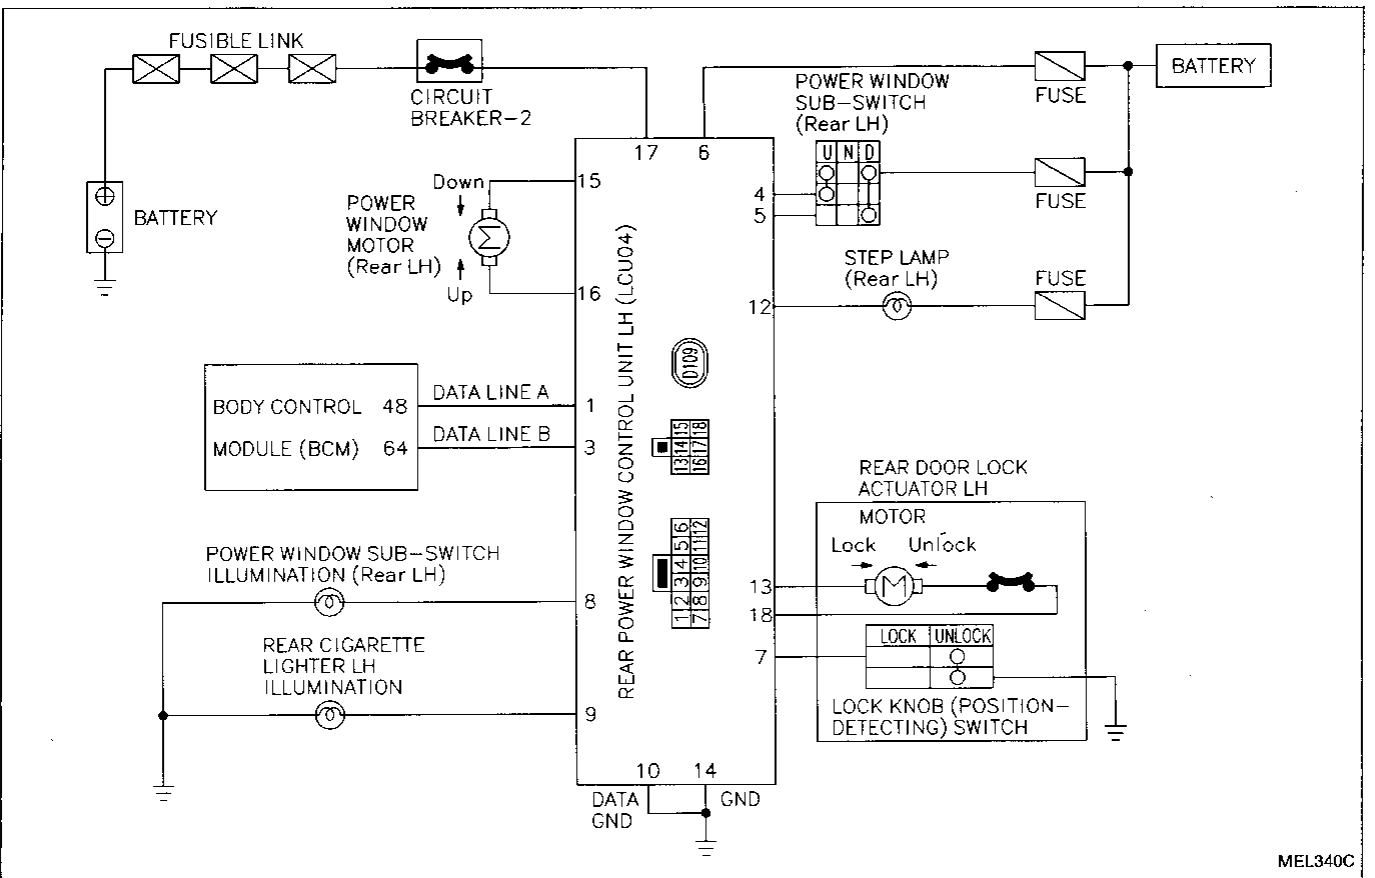 FUSIBLE LINK
CIRCUIT
BREAKER-2
BATTERY
POWER WINDOW
SUB-SWITCH
(Rear LH)
FUSE
BATTERY
U N D
FUSE
STEP LAMP
(Rear LH)
FUSE
17 6
15
16
4
5
12
Down
POWER
WINDOW
MOTOR
(Rear LH)
M
Up
REAR POWER WINDOW CONTROL UNIT LH (LCU04)
D109
BODY CONTROL 48
MODULE (BCM) 64
DATA LINE A
DATA LINE B
1
3
15 18
14 17
13 16
6 12
5 11
4 10
3 9
2 8
1 7
REAR DOOR LOCK
ACTUATOR LH
MOTOR
Lock Unlock
M
13
18
7
LOCK UNLOCK
LOCK KNOB (POSITION-
DETECTING) SWITCH
POWER WINDOW SUB-SWITCH
ILLUMINATION (Rear LH)
8
REAR CIGARETTE
LIGHTER LH
ILLUMINATION
9
10 14
DATA
GND
GND
MEL340C